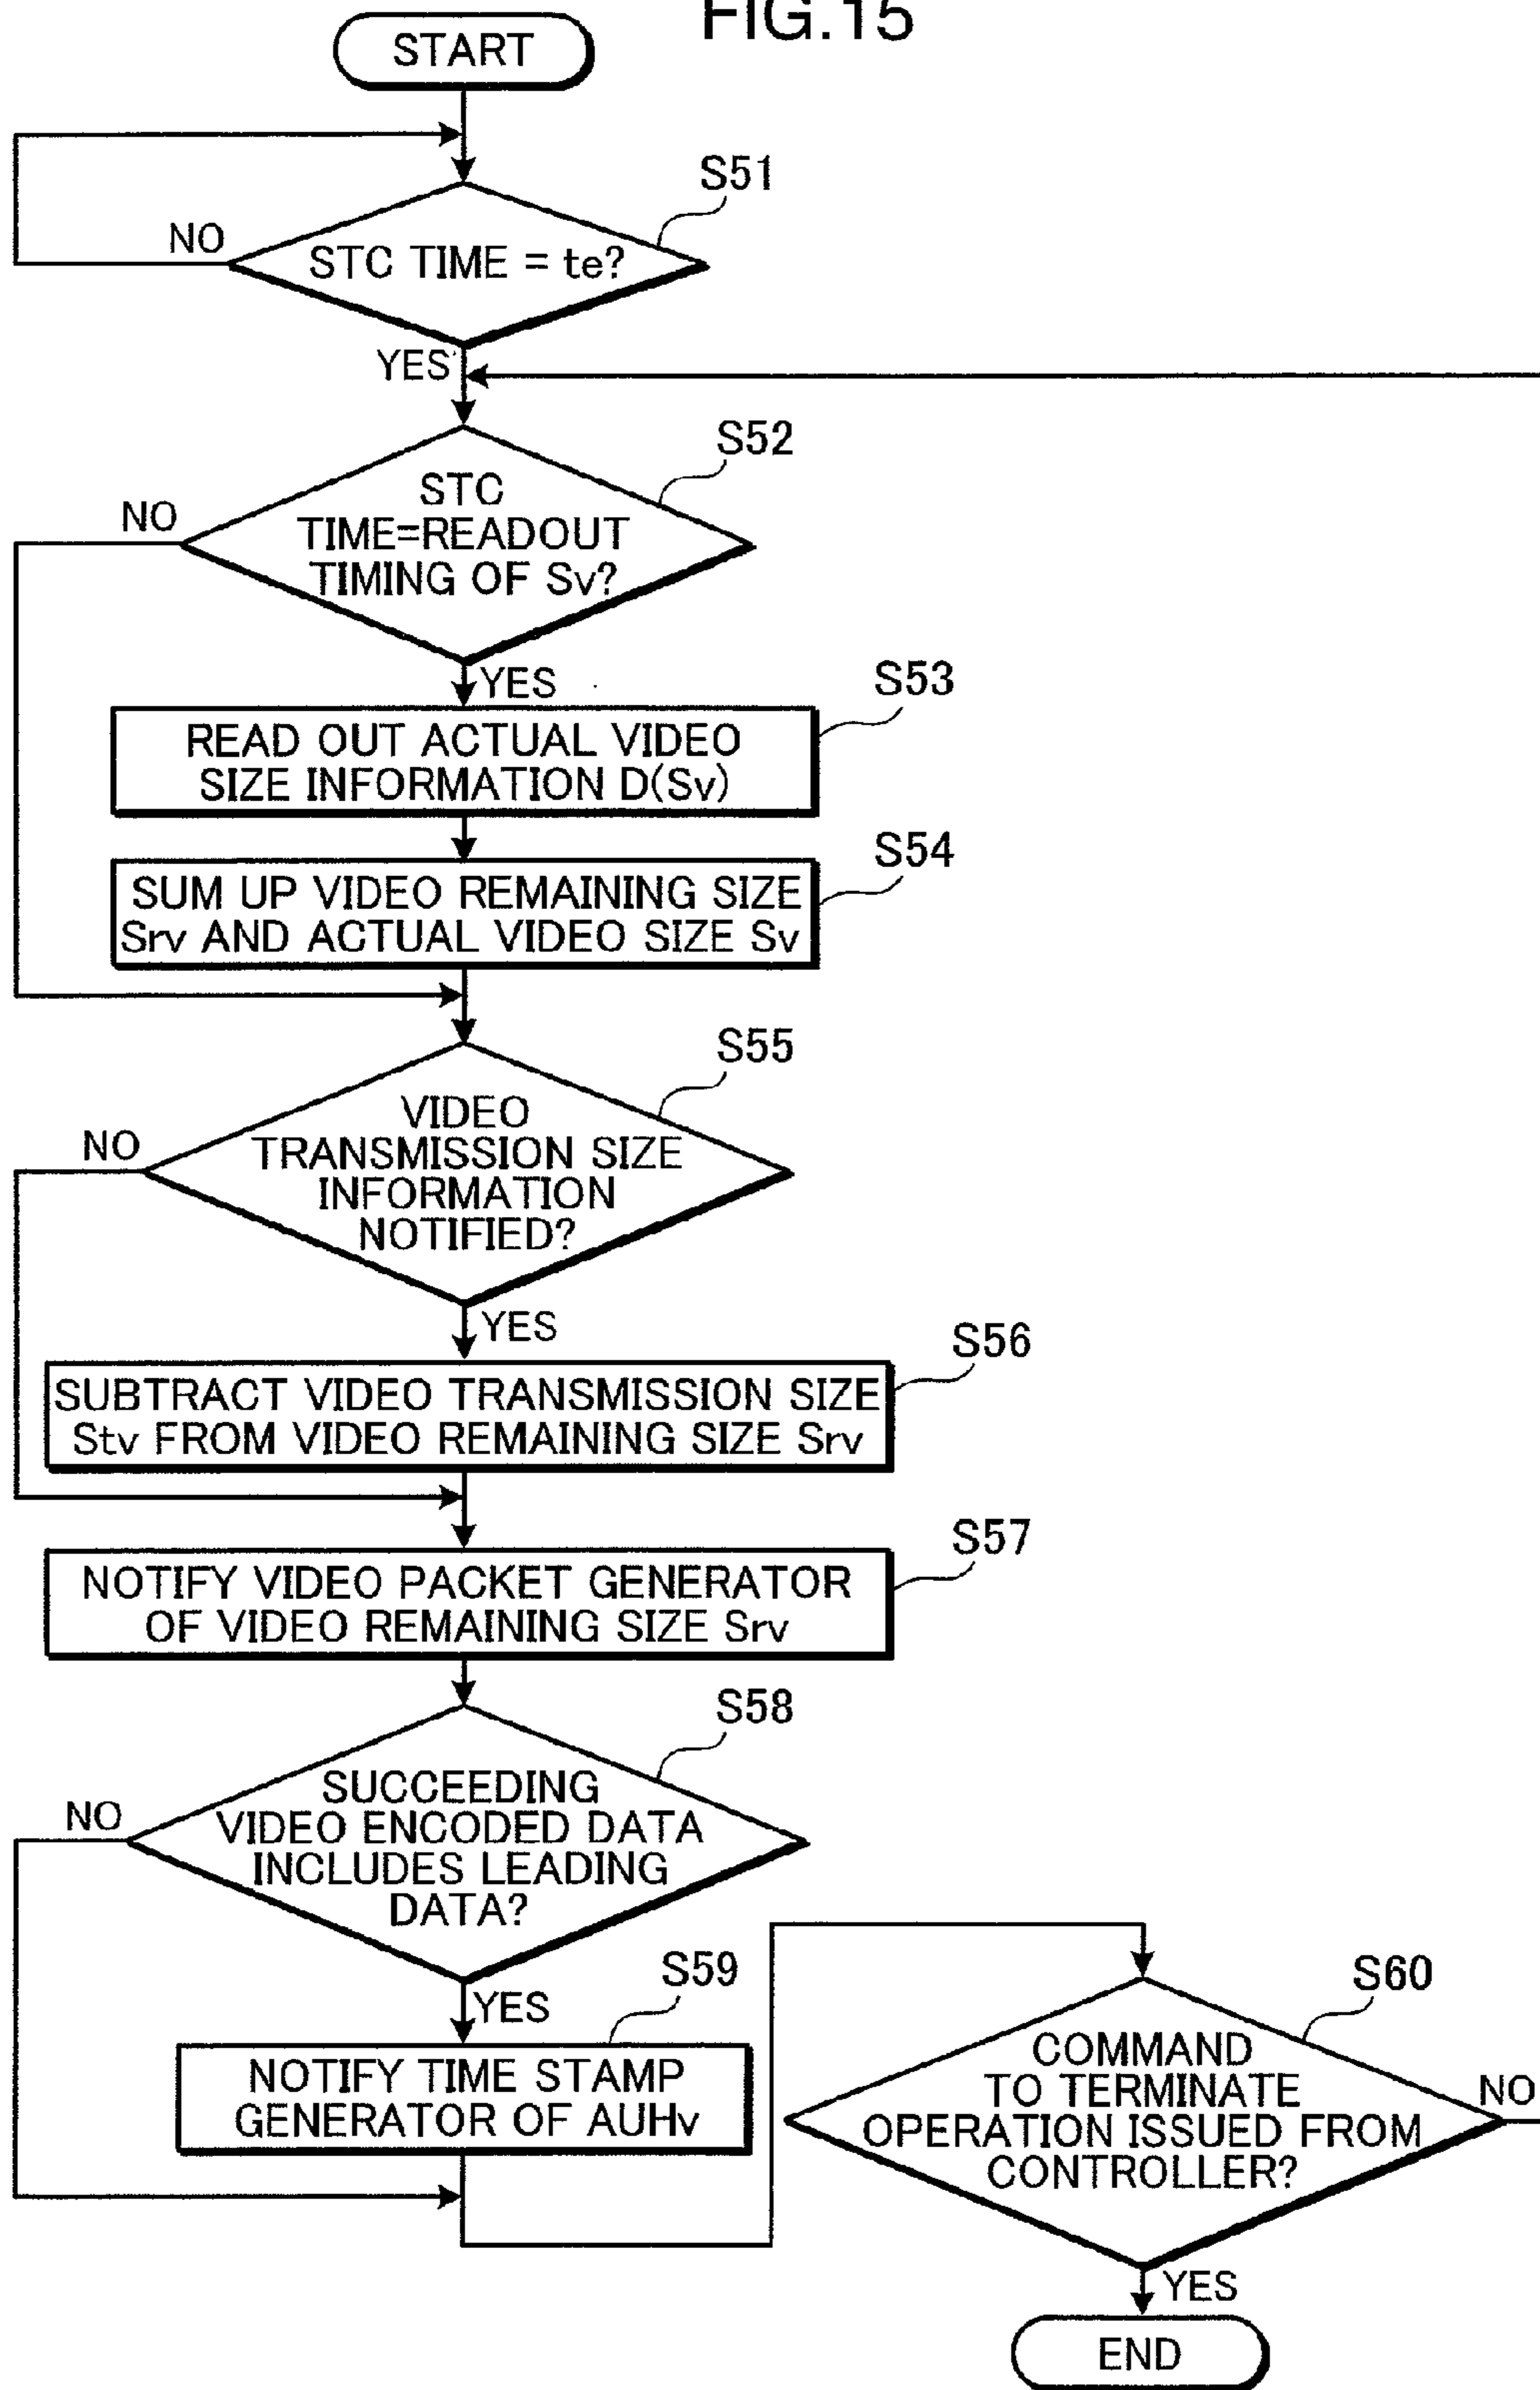 FIG.15
START
S51
NO
STC TIME = te?
YES
S52
NO
STC
TIME=READOUT
TIMING OF Sv?
YES
S53
READ OUT ACTUAL VIDEO
SIZE INFORMATION D(Sv)
S54
SUM UP VIDEO REMAINING SIZE
Srv AND ACTUAL VIDEO SIZE Sv
S55
NO
VIDEO
TRANSMISSION SIZE
INFORMATION
NOTIFIED?
YES
S56
SUBTRACT VIDEO TRANSMISSION SIZE
Stv FROM VIDEO REMAINING SIZE Srv
S57
NOTIFY VIDEO PACKET GENERATOR
OF VIDEO REMAINING SIZE Srv
S58
NO
SUCCEEDING
VIDEO ENCODED DATA
INCLUDES LEADING
DATA?
YES
S59
NOTIFY TIME STAMP
GENERATOR OF AUHv
S60
COMMAND
TO TERMINATE
OPERATION ISSUED FROM
CONTROLLER?
NO
YES
END